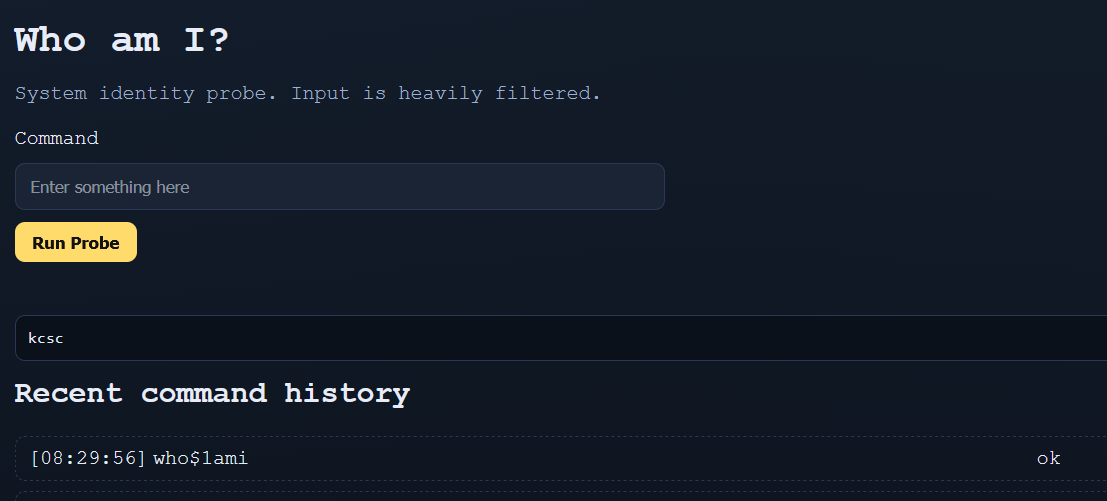 Who am I?
System identity probe. Input is heavily filtered.
Command
Enter something here
Run Probe
kcsc
Recent command history
[08:29:56] who$1ami ok